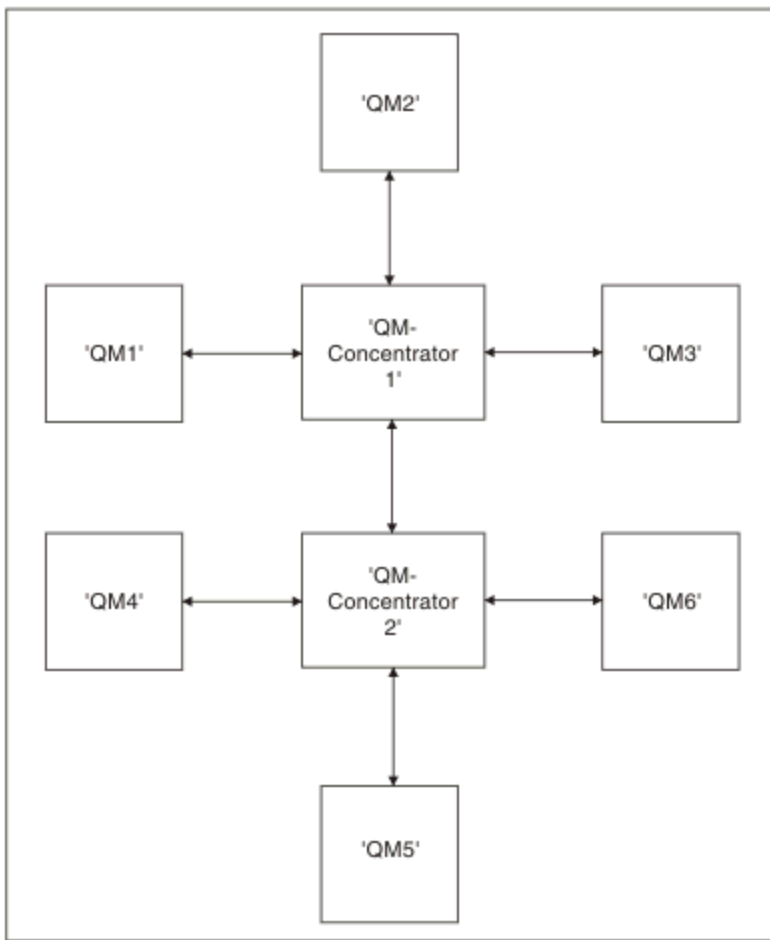 'QM2'
'QM1'
'QM-
Concentrator
1'
'QM3'
'QM4'
'QM-
Concentrator
2'
'QM6'
'QM5'